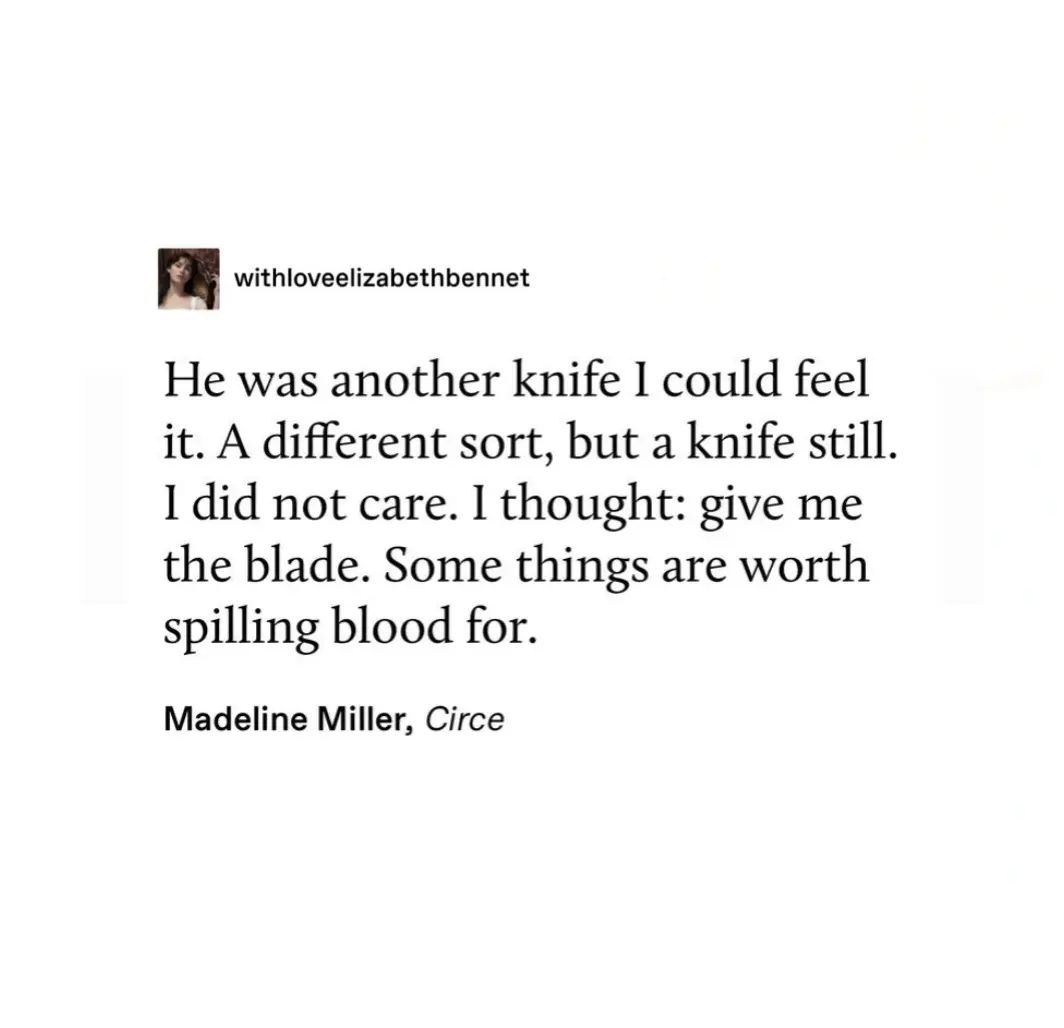 withloveelizabethbennet
He was another knife I could feel
it. A different sort, but a knife still.
I did not care. I thought: give me
the blade. Some things are worth
spilling blood for.
Madeline Miller, Circe